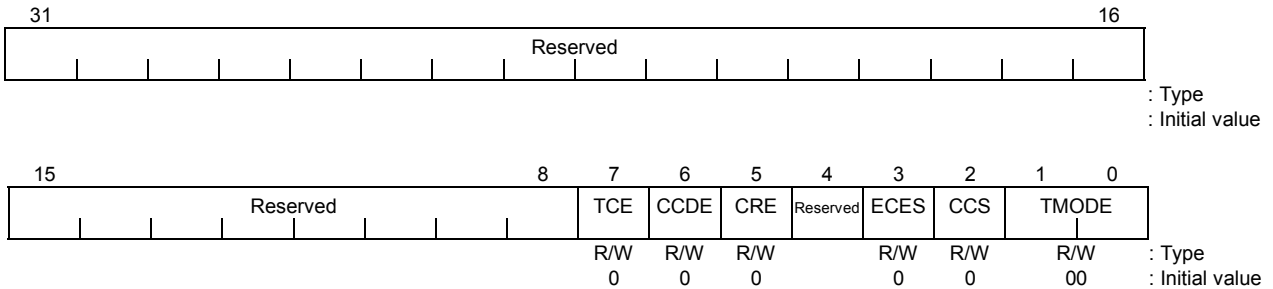 31 16
Reserved
: Type
: Initial value
15 8 7 6 5 4 3 2 1 0
Reserved TCE CCDE CRE Reserved ECES CCS TMODE
R/W R/W R/W R/W R/W R/W : Type
0 0 0 0 0 00 : Initial value